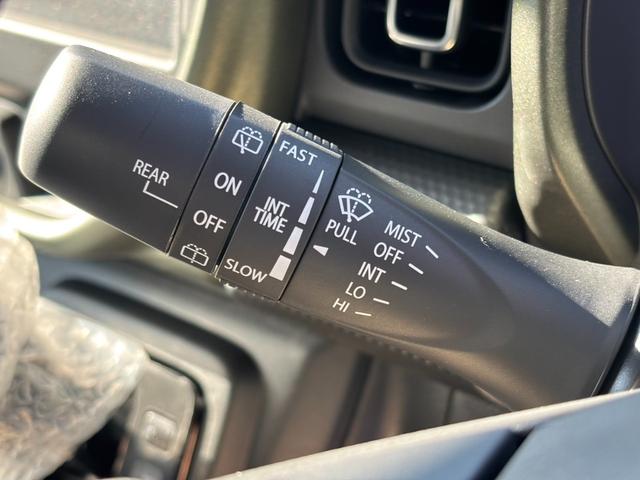 REAR
ON
OFF
FAST
INT
TIME
SLOW
PULL
MIST
OFF
INT
LO
HI